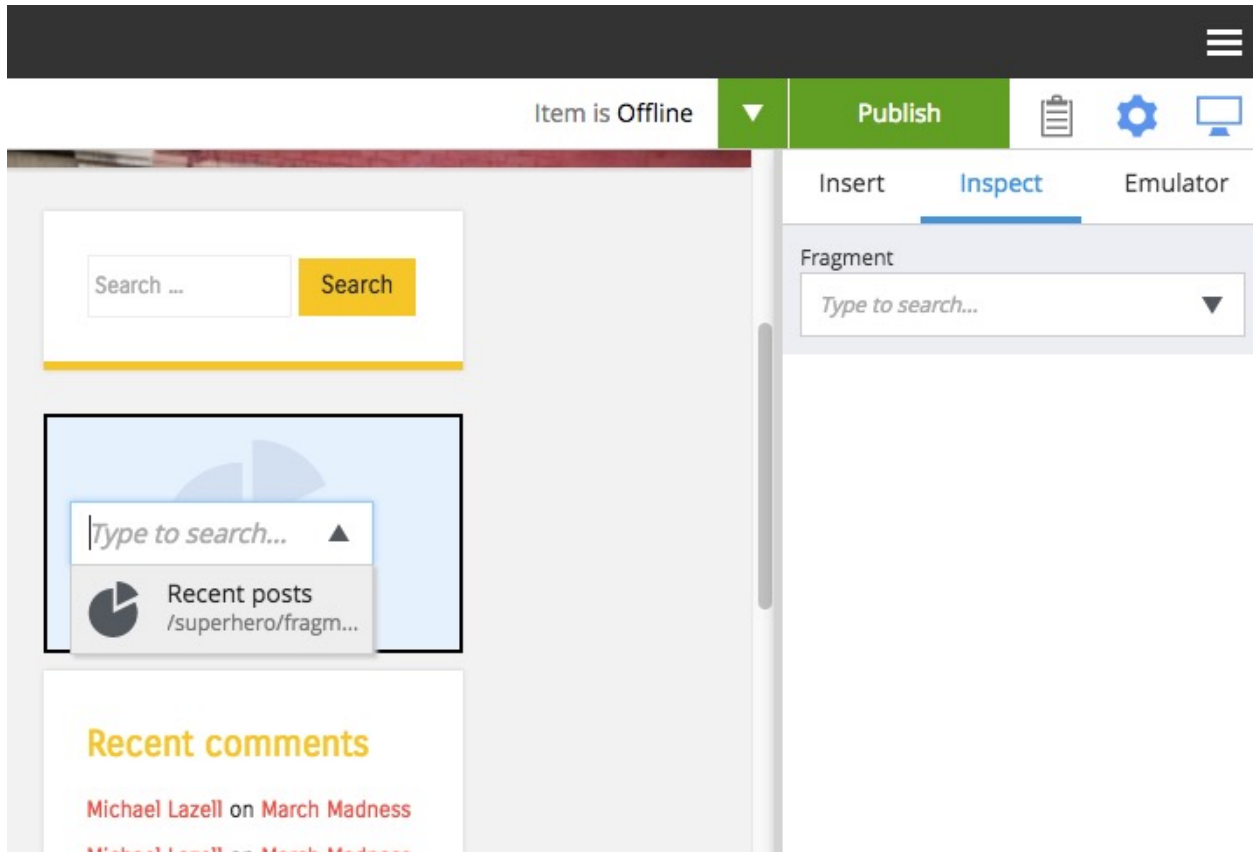 Item is Offline
Publish
Insert Inspect Emulator
Fragment
Type to search...
Search ...
Search
Type to search...
Recent posts
/superhero/fragm...
Recent comments
Michael Lazell on March Madness